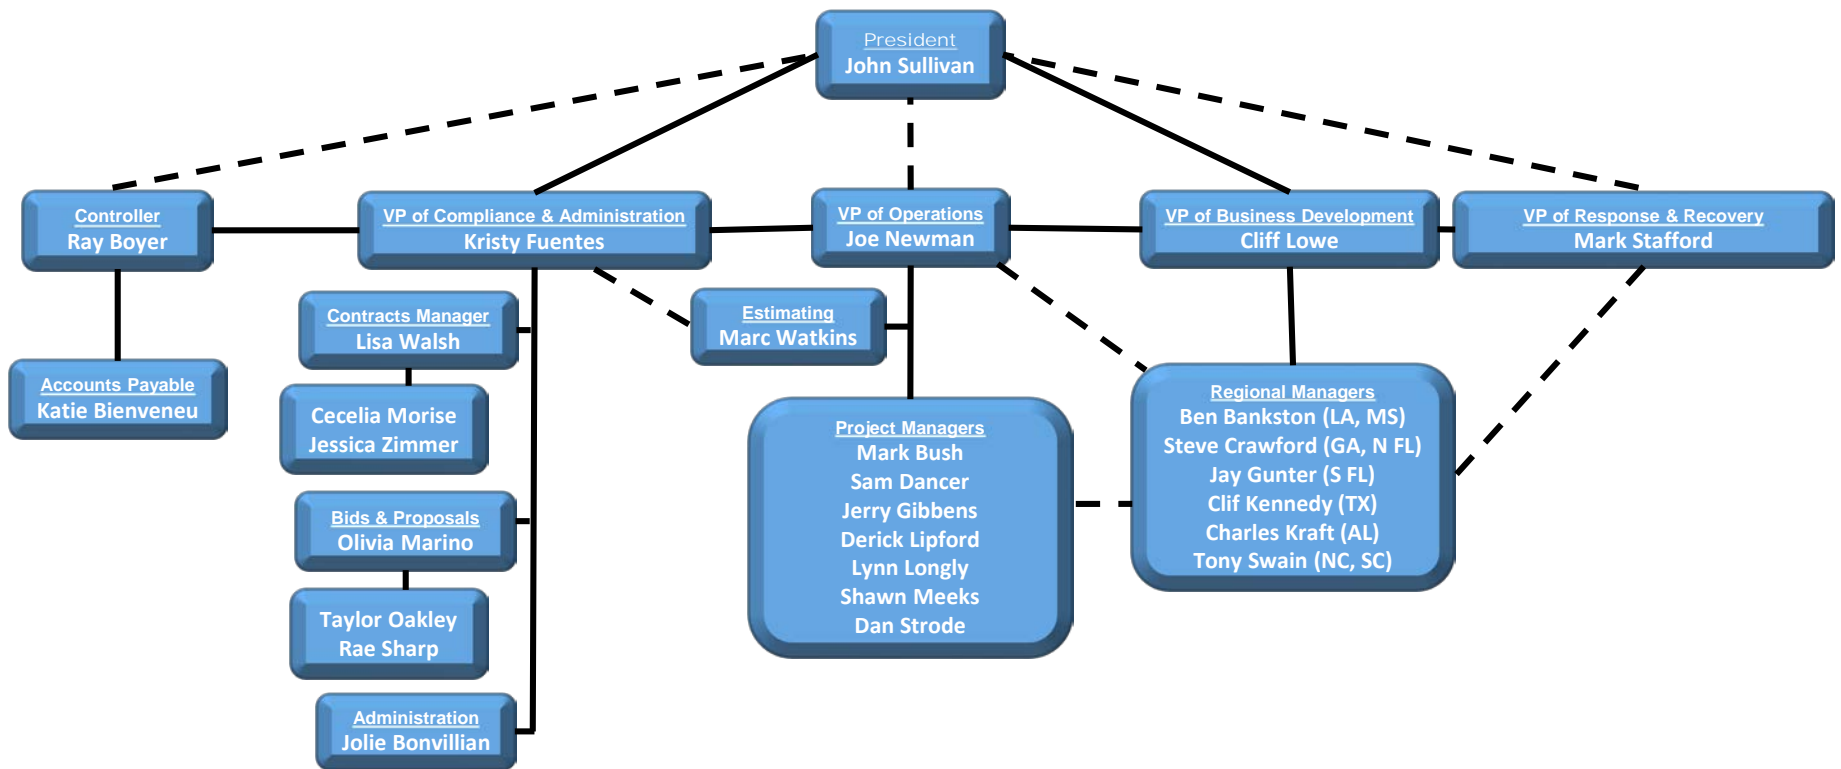 President
John Sullivan
Controller
Ray Boyer
VP of Compliance & Administration
Kristy Fuentes
VP of Operations
Joe Newman
VP of Business Development
Cliff Lowe
VP of Response & Recovery
Mark Stafford
Contracts Manager
Lisa Walsh
Estimating
Marc Watkins
Accounts Payable
Katie Bienveneu
Cecelia Morise
Jessica Zimmer
Bids & Proposals
Olivia Marino
Taylor Oakley
Rae Sharp
Administration
Jolie Bonvillian
Project Managers
Mark Bush
Sam Dancer
Jerry Gibbens
Derick Lipford
Lynn Longly
Shawn Meeks
Dan Strode
Regional Managers
Ben Bankston (LA, MS)
Steve Crawford (GA, N FL)
Jay Gunter (S FL)
Clif Kennedy (TX)
Charles Kraft (AL)
Tony Swain (NC, SC)